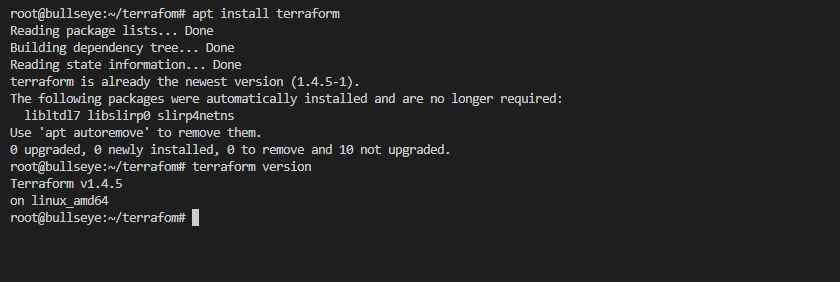 root@bullseye:~/terrafom# apt install terraform
Reading package lists... Done
Building dependency tree... Done
Reading state information... Done
terraform is already the newest version (1.4.5-1).
The following packages were automatically installed and are no longer required:
  libltdl7 libslirp0 slirp4netns
Use 'apt autoremove' to remove them.
0 upgraded, 0 newly installed, 0 to remove and 10 not upgraded.
root@bullseye:~/terrafom# terraform version
Terraform v1.4.5
on linux_amd64
root@bullseye:~/terrafom#